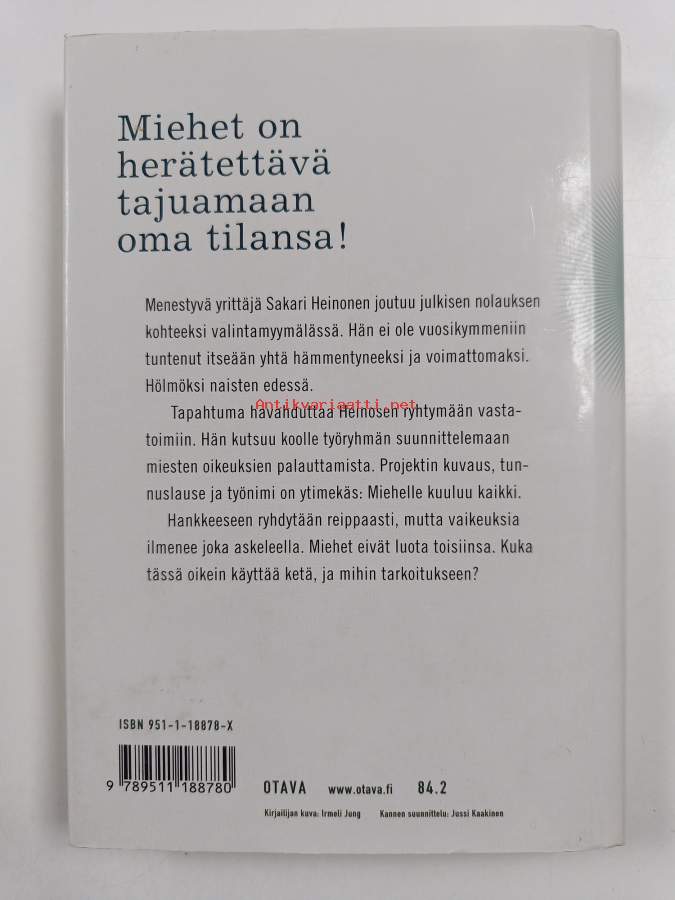 Miehet on
herätettävä
tajuamaan
oma tilansa!
Menestyvä yrittäjä Sakari Heinonen joutuu julkisen nolauksen
kohteeksi valintamyymälässä. Hän ei ole vuosikymmeniin
tuntenut itseään yhtä hämmentyneeksi ja voimattomaksi.
Hölmöksi naisten edessä.
Antikvariaatti.net
Tapahtuma havahduttaa Heinosen ryhtymään vasta-
toimiin. Hän kutsuu koolle työryhmän suunnittelemaan
miesten oikeuksien palauttamista. Projektin kuvaus, tun-
nuslause ja työnimi on ytimekäs: Miehelle kuuluu kaikki.
Hankkeeseen ryhdytään reippaasti, mutta vaikeuksia
ilmenee joka askeleella. Miehet eivät luota toisiinsa. Kuka
tässä oikein käyttää ketä, ja mihin tarkoitukseen?
ISBN 951-1-18878-X
9 789511 188780
OTAVA www.otava.fi 84.2
Kirjailijan kuva: Irmeli Jung Kannen suunnittelu: Jussi Kaakinen